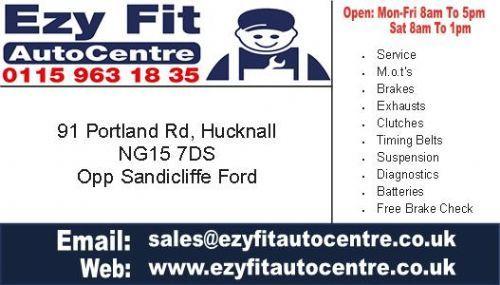 Ezy Fit
AutoCentre
0115 963 18 35
Open: Mon-Fri 8am To 5pm
Sat 8am To 1pm
Service
M.o.t's
Brakes
Exhausts
Clutches
Timing Belts
Suspension
Diagnostics
Batteries
Free Brake Check
91 Portland Rd, Hucknall
NG15 7DS
Opp Sandicliffe Ford
Email: sales@ezyfitautocentre.co.uk
Web: www.ezyfitautocentre.co.uk